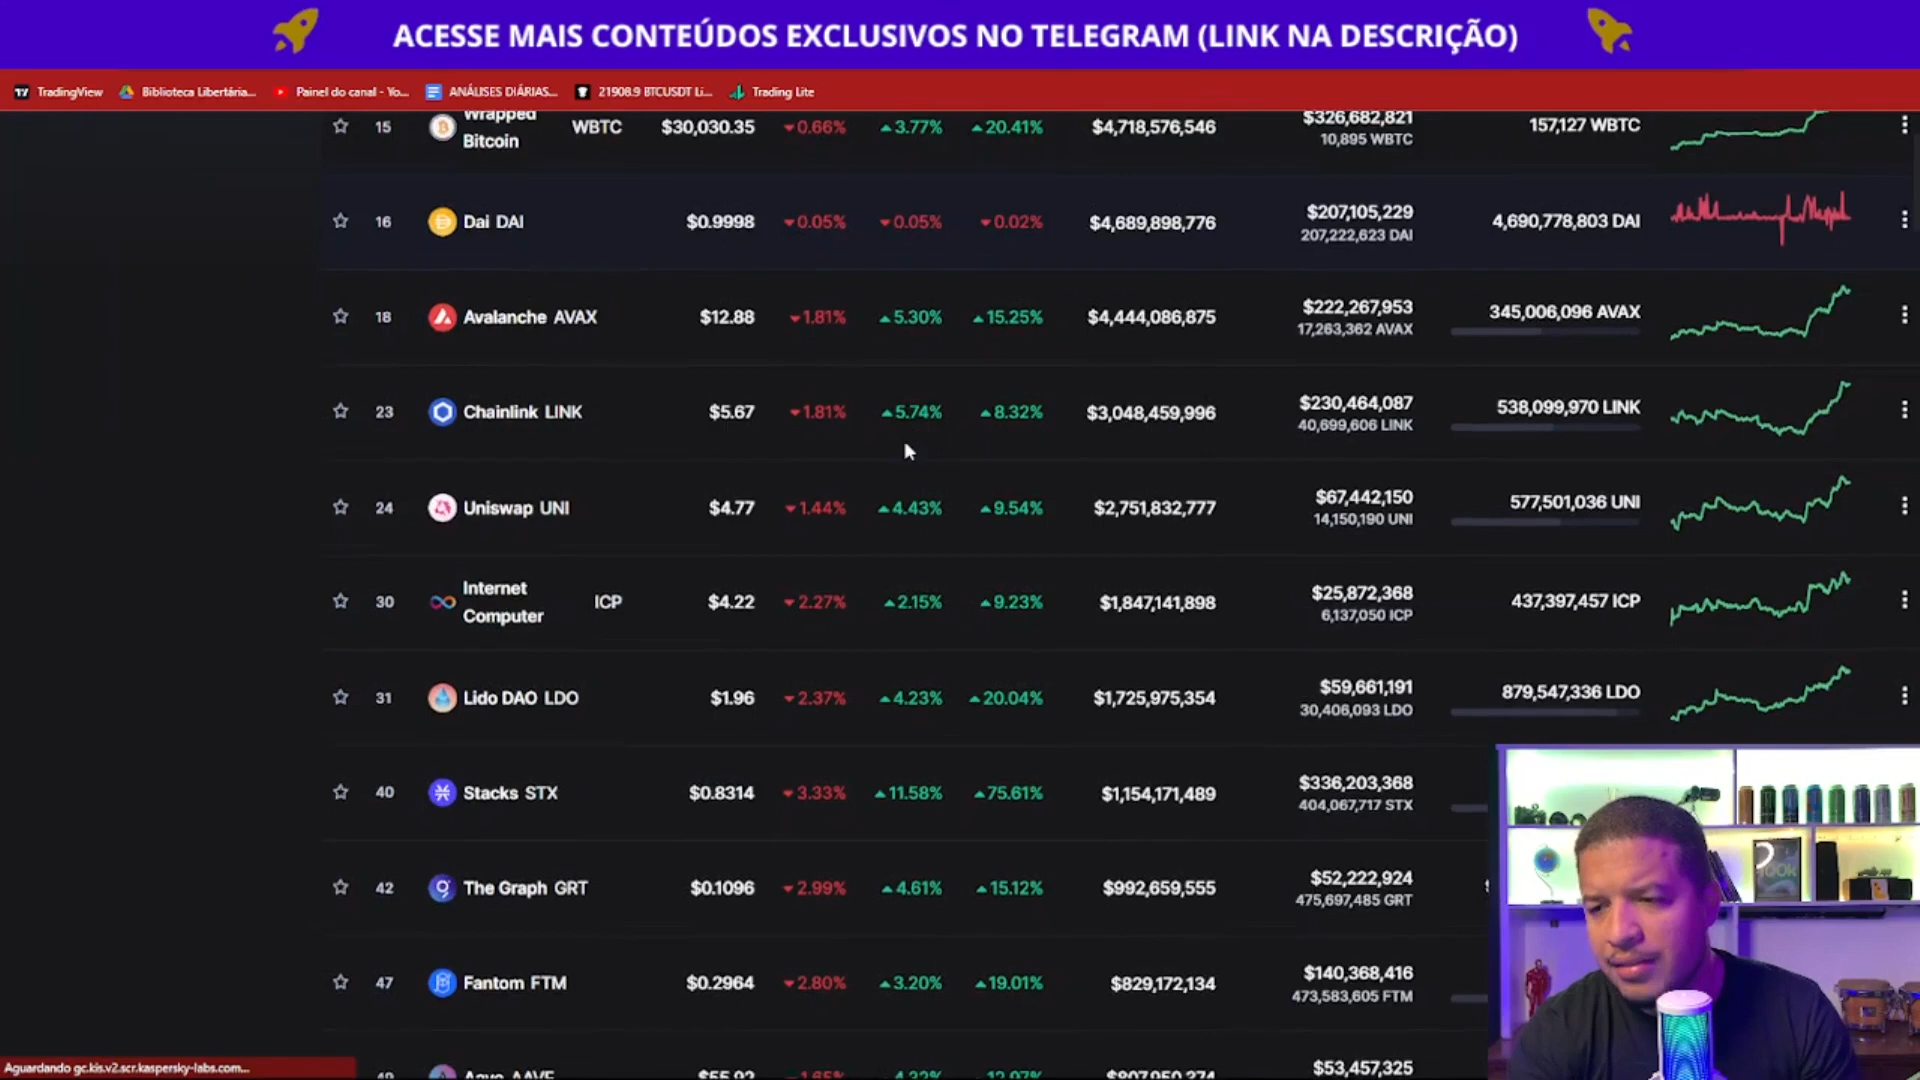 ACESSE MAIS CONTEÚDOS EXCLUSIVOS NO TELEGRAM (LINK NA DESCRIÇÃO)
TradingView Biblioteca Libertária... Painel do canal - Yo... ANÁLISES DIÁRIAS... 21908.9 BTCUSDT Li... Trading Lite
15 Wrapped Bitcoin WBTC $30,030.35 0.66% 3.77% 20.41% $4,718,576,546 $326,682,821 157,127 WBTC
10,895 WBTC
16 Dai DAI $0.9998 0.05% 0.05% 0.02% $4,689,898,776 $207,105,229 4,690,778,803 DAI
207,222,623 DAI
18 Avalanche AVAX $12.88 1.81% 5.30% 15.25% $4,444,086,875 $222,267,953 345,006,096 AVAX
17,263,362 AVAX
23 Chainlink LINK $5.67 1.81% 5.74% 8.32% $3,048,459,996 $230,464,087 538,099,970 LINK
40,699,606 LINK
24 Uniswap UNI $4.77 1.44% 4.43% 9.54% $2,751,832,777 $67,442,150 577,501,036 UNI
14,150,190 UNI
30 Internet Computer ICP $4.22 2.27% 2.15% 9.23% $1,847,141,898 $25,872,368 437,397,457 ICP
6,137,050 ICP
31 Lido DAO LDO $1.96 2.37% 4.23% 20.04% $1,725,975,354 $59,661,191 879,547,336 LDO
30,406,093 LDO
40 Stacks STX $0.8314 3.33% 11.58% 75.61% $1,154,171,489 $336,203,368
404,067,717 STX
42 The Graph GRT $0.1096 2.99% 4.61% 15.12% $992,659,555 $52,222,924
475,697,485 GRT
47 Fantom FTM $0.2964 2.80% 3.20% 19.01% $829,172,134 $140,368,416
473,583,605 FTM
Aave AAVE $55.92 1.65% 4.32% 12.97% $53,457,325
Aguardando gc.kis.v2.scr.kaspersky-labs.com...